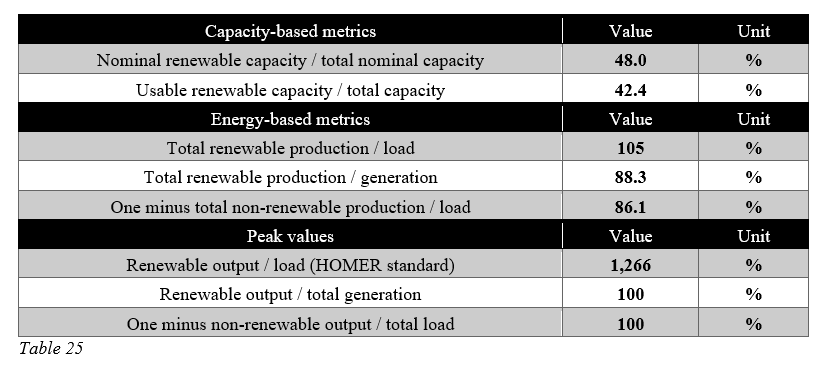 Capacity-based metrics Value Unit
Nominal renewable capacity / total nominal capacity 48.0 %
Usable renewable capacity / total capacity 42.4 %
Energy-based metrics Value Unit
Total renewable production / load 105 %
Total renewable production / generation 88.3 %
One minus total non-renewable production / load 86.1 %
Peak values Value Unit
Renewable output / load (HOMER standard) 1,266 %
Renewable output / total generation 100 %
One minus non-renewable output / total load 100 %
Table 25